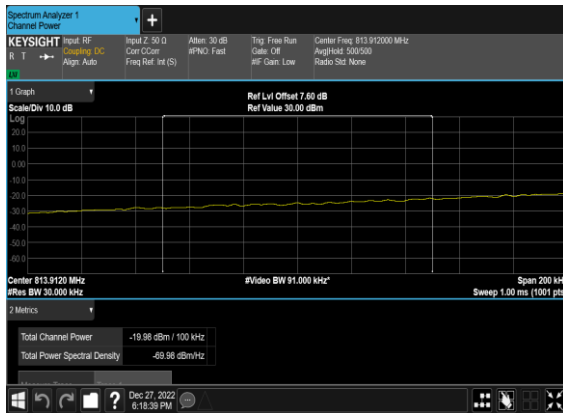 Spectrum Analyzer 1
Channel Power
+
KEYSIGHT Input: RF Input Z: 50 Ω Atten: 30 dB Trig: Free Run Center Freq: 813.912000 MHz
R T Coupling: DC Corr CCorr #PNO: Fast Gate: Off Avg|Hold: 500/500
Align: Auto Freq Ref: Int (S) #IF Gain: Low Radio Std: None
1 Graph
Ref Lvl Offset 7.60 dB
Scale/Div 10.0 dB Ref Value 30.00 dBm
Log
20.0
10.0
0.00
-10.0
-20.0
-30.0
-40.0
-50.0
-60.0
Center 813.9120 MHz #Video BW 91.000 kHz* Span 200 kH
#Res BW 30.000 kHz Sweep 1.00 ms (1001 pts
2 Metrics
Total Channel Power -19.98 dBm / 100 kHz
Total Power Spectral Density -69.98 dBm/Hz
? Dec 27, 2022
6:18:39 PM